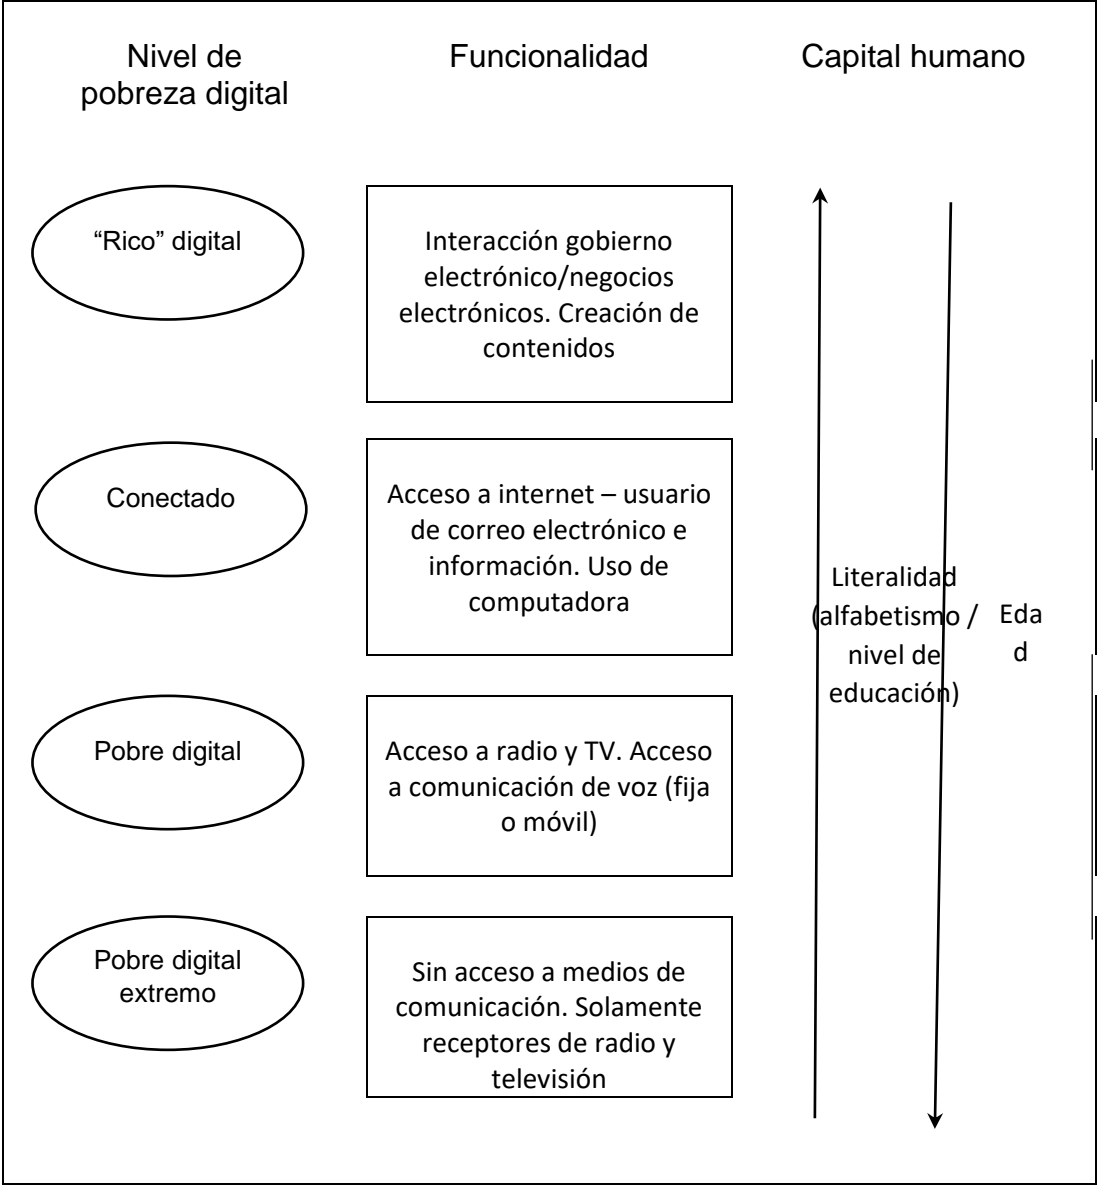 Nivel de
pobreza digital
Funcionalidad
Capital humano
“Rico” digital
Interacción gobierno
electrónico/negocios
electrónicos. Creación de
contenidos
Conectado
Acceso a internet – usuario
de correo electrónico e
información. Uso de
computadora
Literalidad
(alfabetismo /
nivel de
educación)
Eda
d
Pobre digital
Acceso a radio y TV. Acceso
a comunicación de voz (fija
o móvil)
Pobre digital
extremo
Sin acceso a medios de
comunicación. Solamente
receptores de radio y
televisión